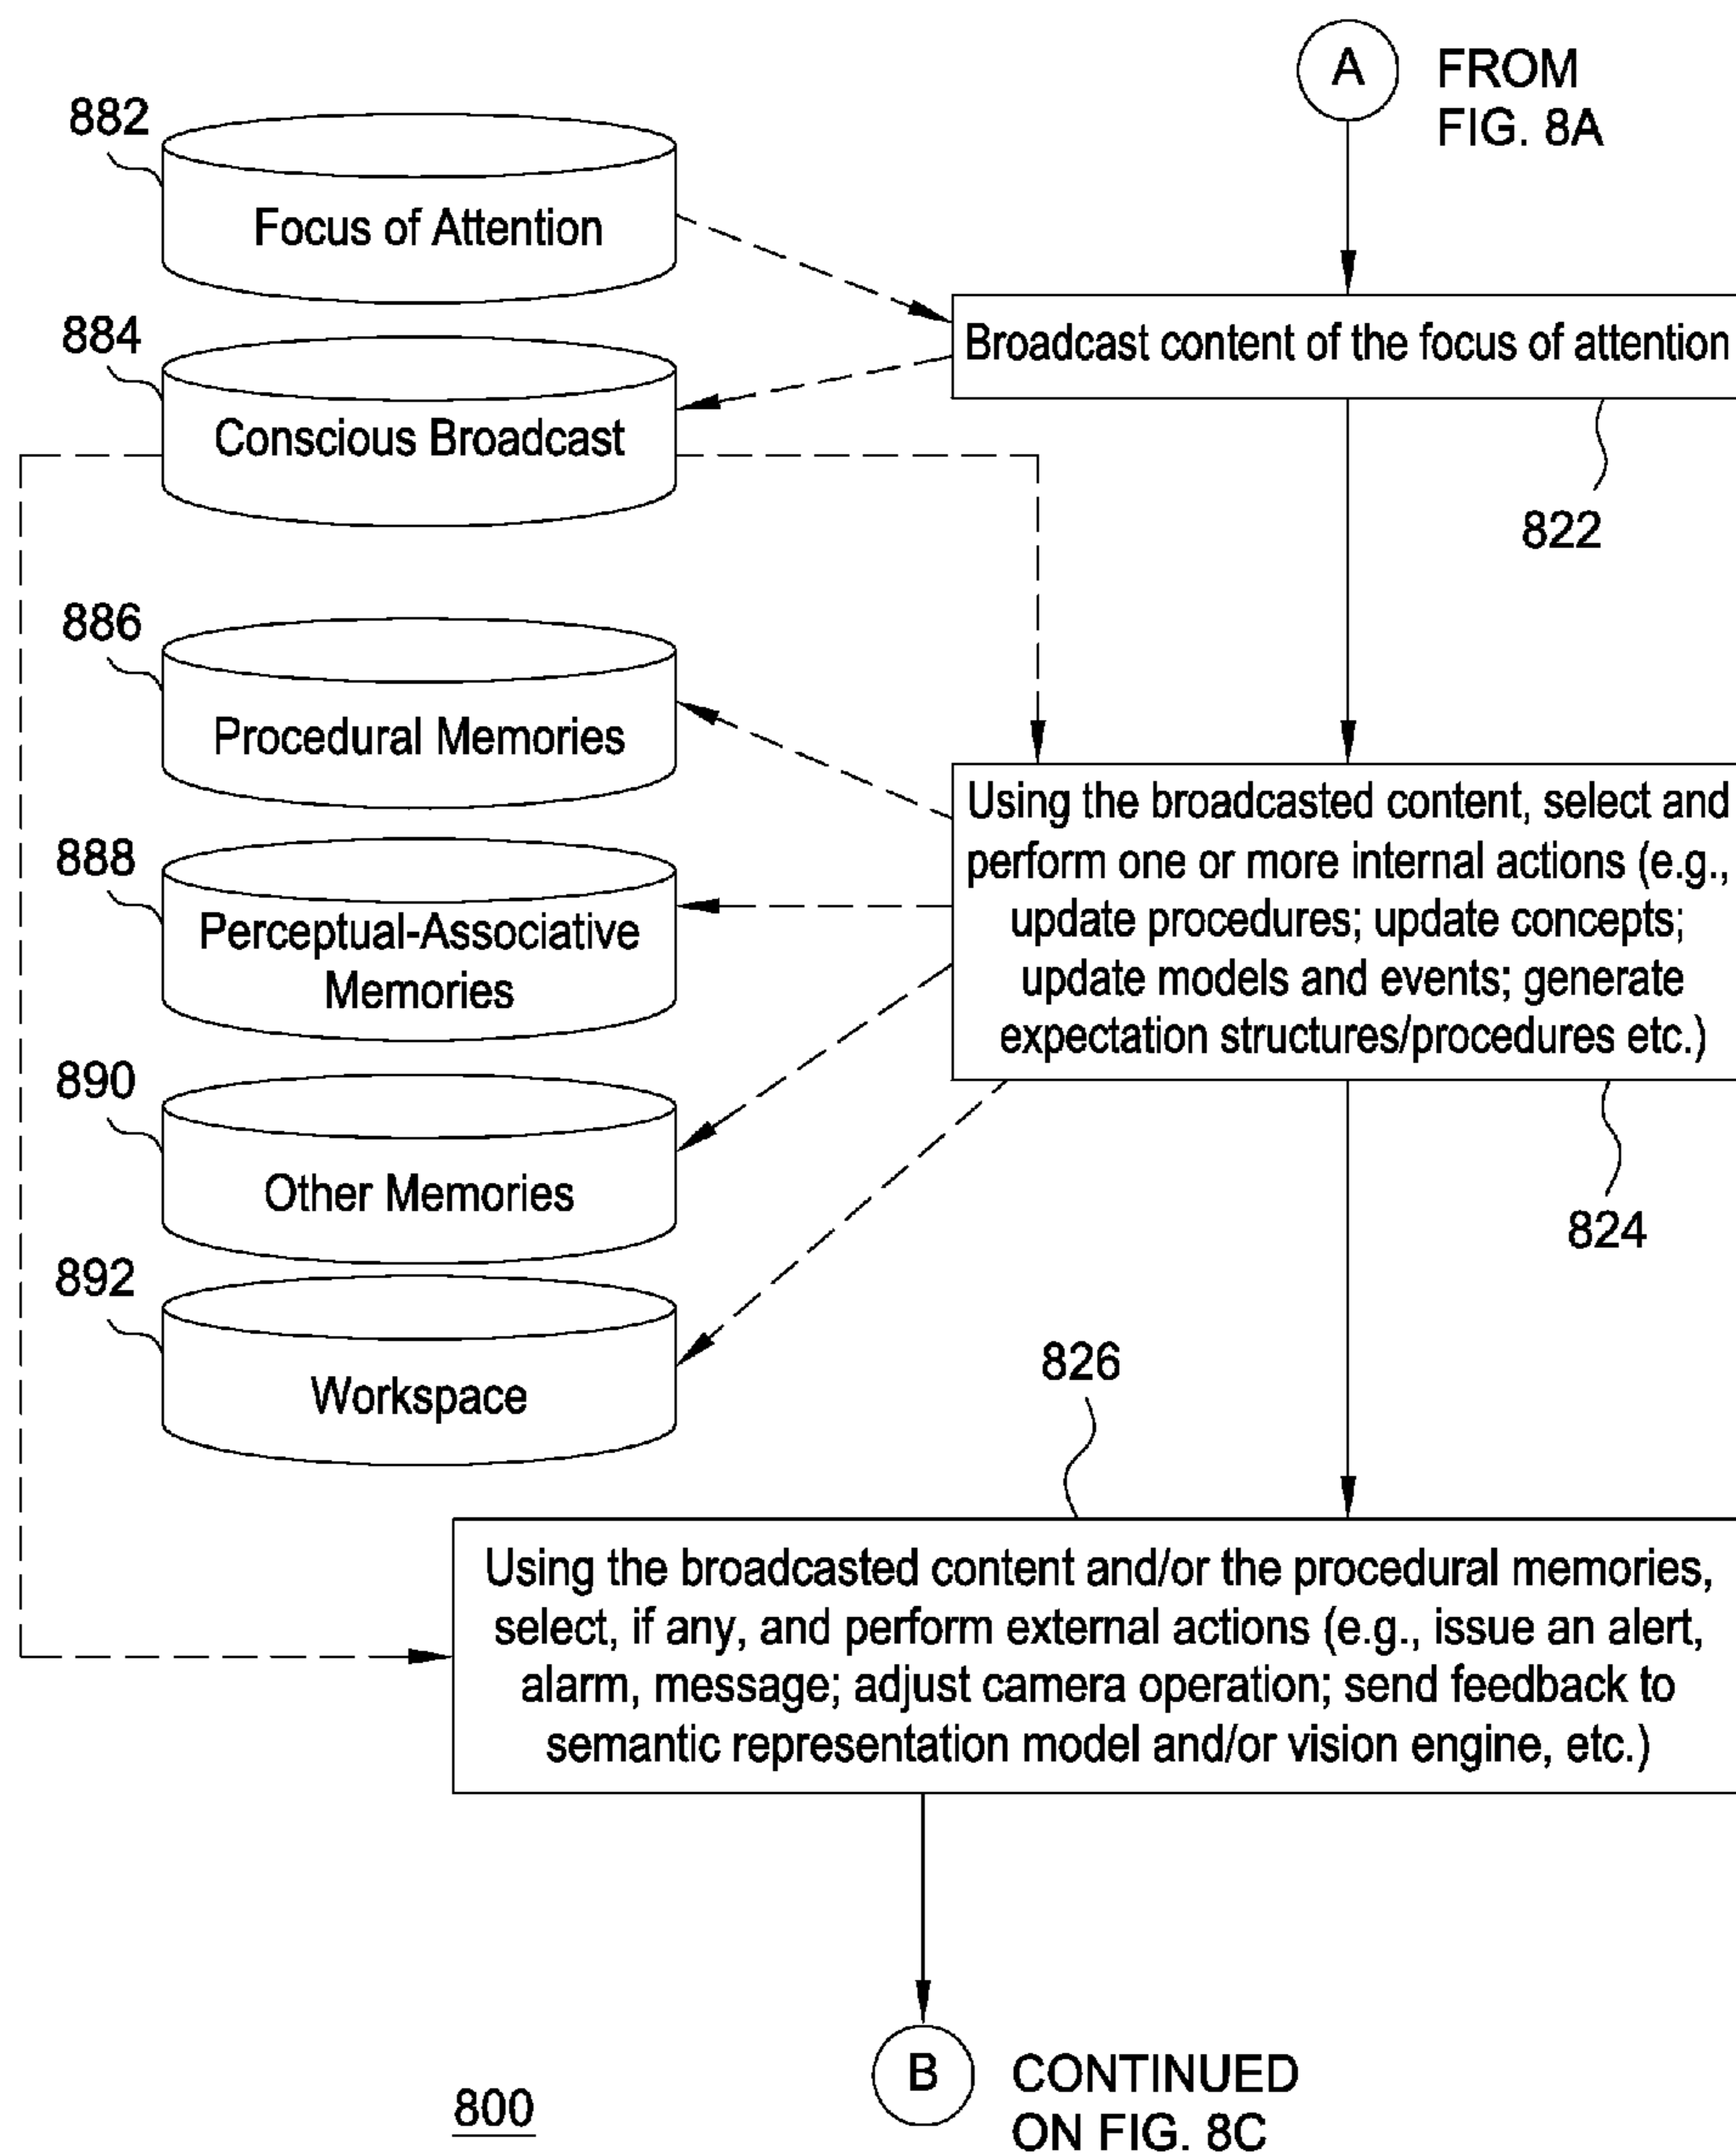 A
FROM
FIG. 8A
882
Focus of Attention
Broadcast content of the focus of attention
884
Conscious Broadcast
822
886
Procedural Memories
Using the broadcasted content, select and
perform one or more internal actions (e.g.,
update procedures; update concepts;
update models and events; generate
expectation structures/procedures etc.)
888
Perceptual-Associative
Memories
890
Other Memories
824
892
Workspace
826
Using the broadcasted content and/or the procedural memories,
select, if any, and perform external actions (e.g., issue an alert,
alarm, message; adjust camera operation; send feedback to
semantic representation model and/or vision engine, etc.)
B
CONTINUED
ON FIG. 8C
800